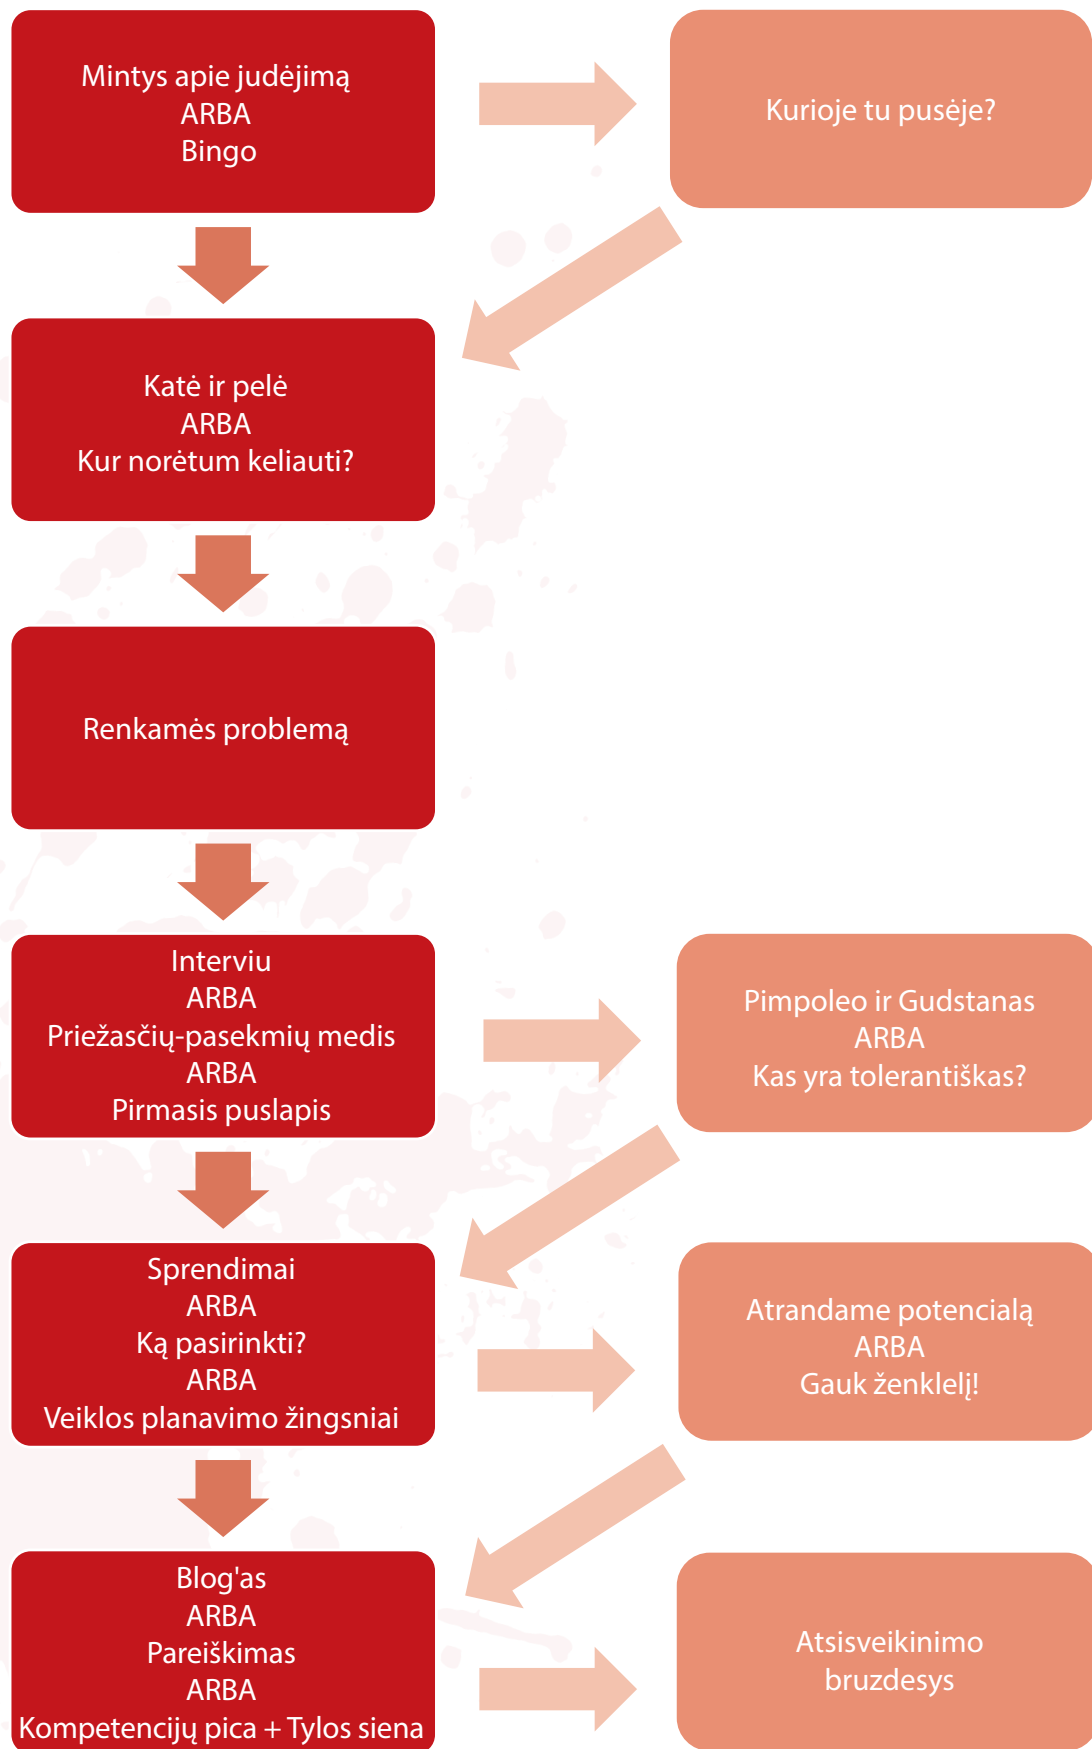 Mintys apie judėjimą
ARBA
Bingo
Kurioje tu pusėje?
Katė ir pelė
ARBA
Kur norėtum keliauti?
Renkamės problemą
Interviu
ARBA
Priežasčių-pasekmių medis
ARBA
Pirmasis puslapis
Pimpoleo ir Gudstanas
ARBA
Kas yra tolerantiškas?
Sprendimai
ARBA
Ką pasirinkti?
ARBA
Veiklos planavimo žingsniai
Atrandame potencialą
ARBA
Gauk ženklelį!
Blog'as
ARBA
Pareiškimas
ARBA
Kompetencijų pica + Tylos siena
Atsisveikinimo
bruzdesys